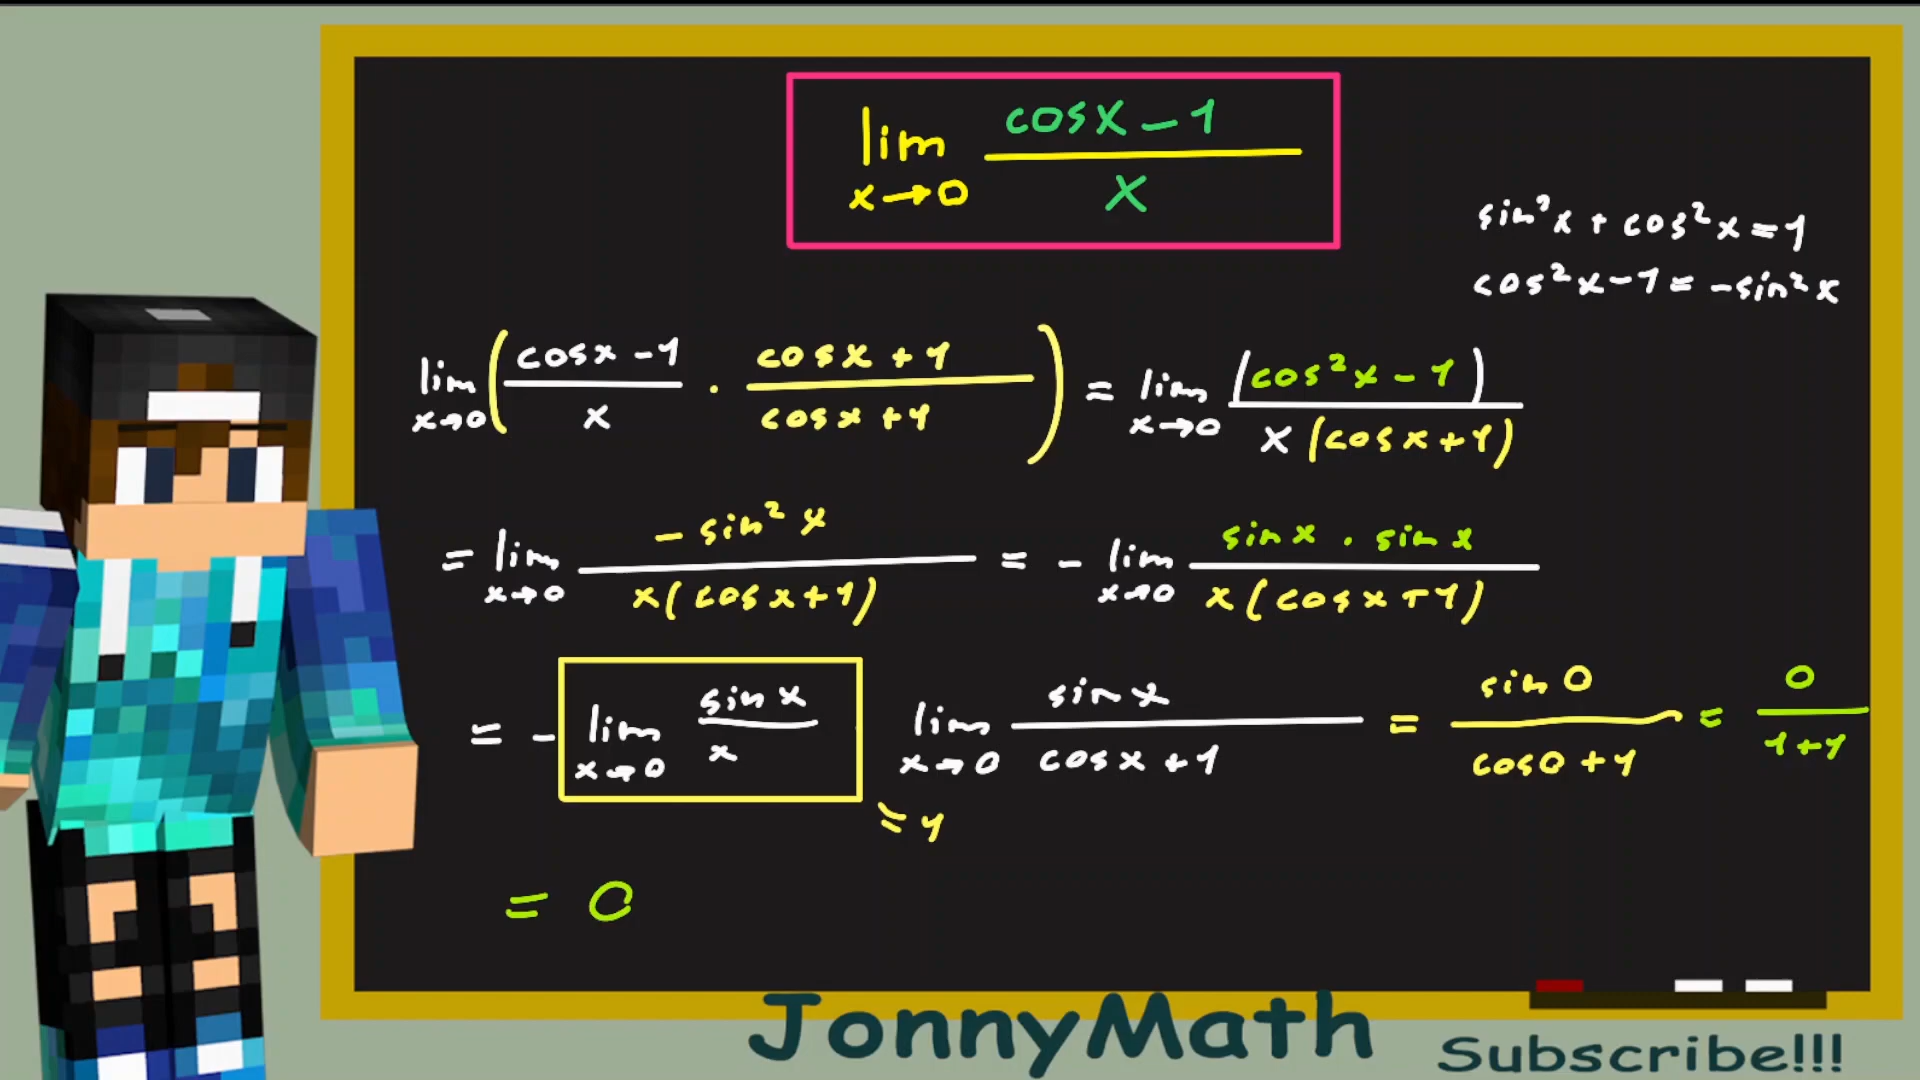 lim x→0 (cosx − 1)/x
sin²x + cos²x = 1
cos²x − 1 = −sin²x
lim x→0 ((cosx − 1)/x · (cosx + 1)/(cosx + 1)) = lim x→0 (cos²x − 1)/(x(cosx + 1))
= lim x→0 (−sin²x)/(x(cosx + 1)) = − lim x→0 (sinx · sinx)/(x(cosx + 1))
= − lim x→0 (sinx)/x lim x→0 (sinx)/(cosx + 1) = (sin0)/(cos0 + 1) = 0/(1 + 1)
= 1
= 0
JonnyMath
Subscribe!!!